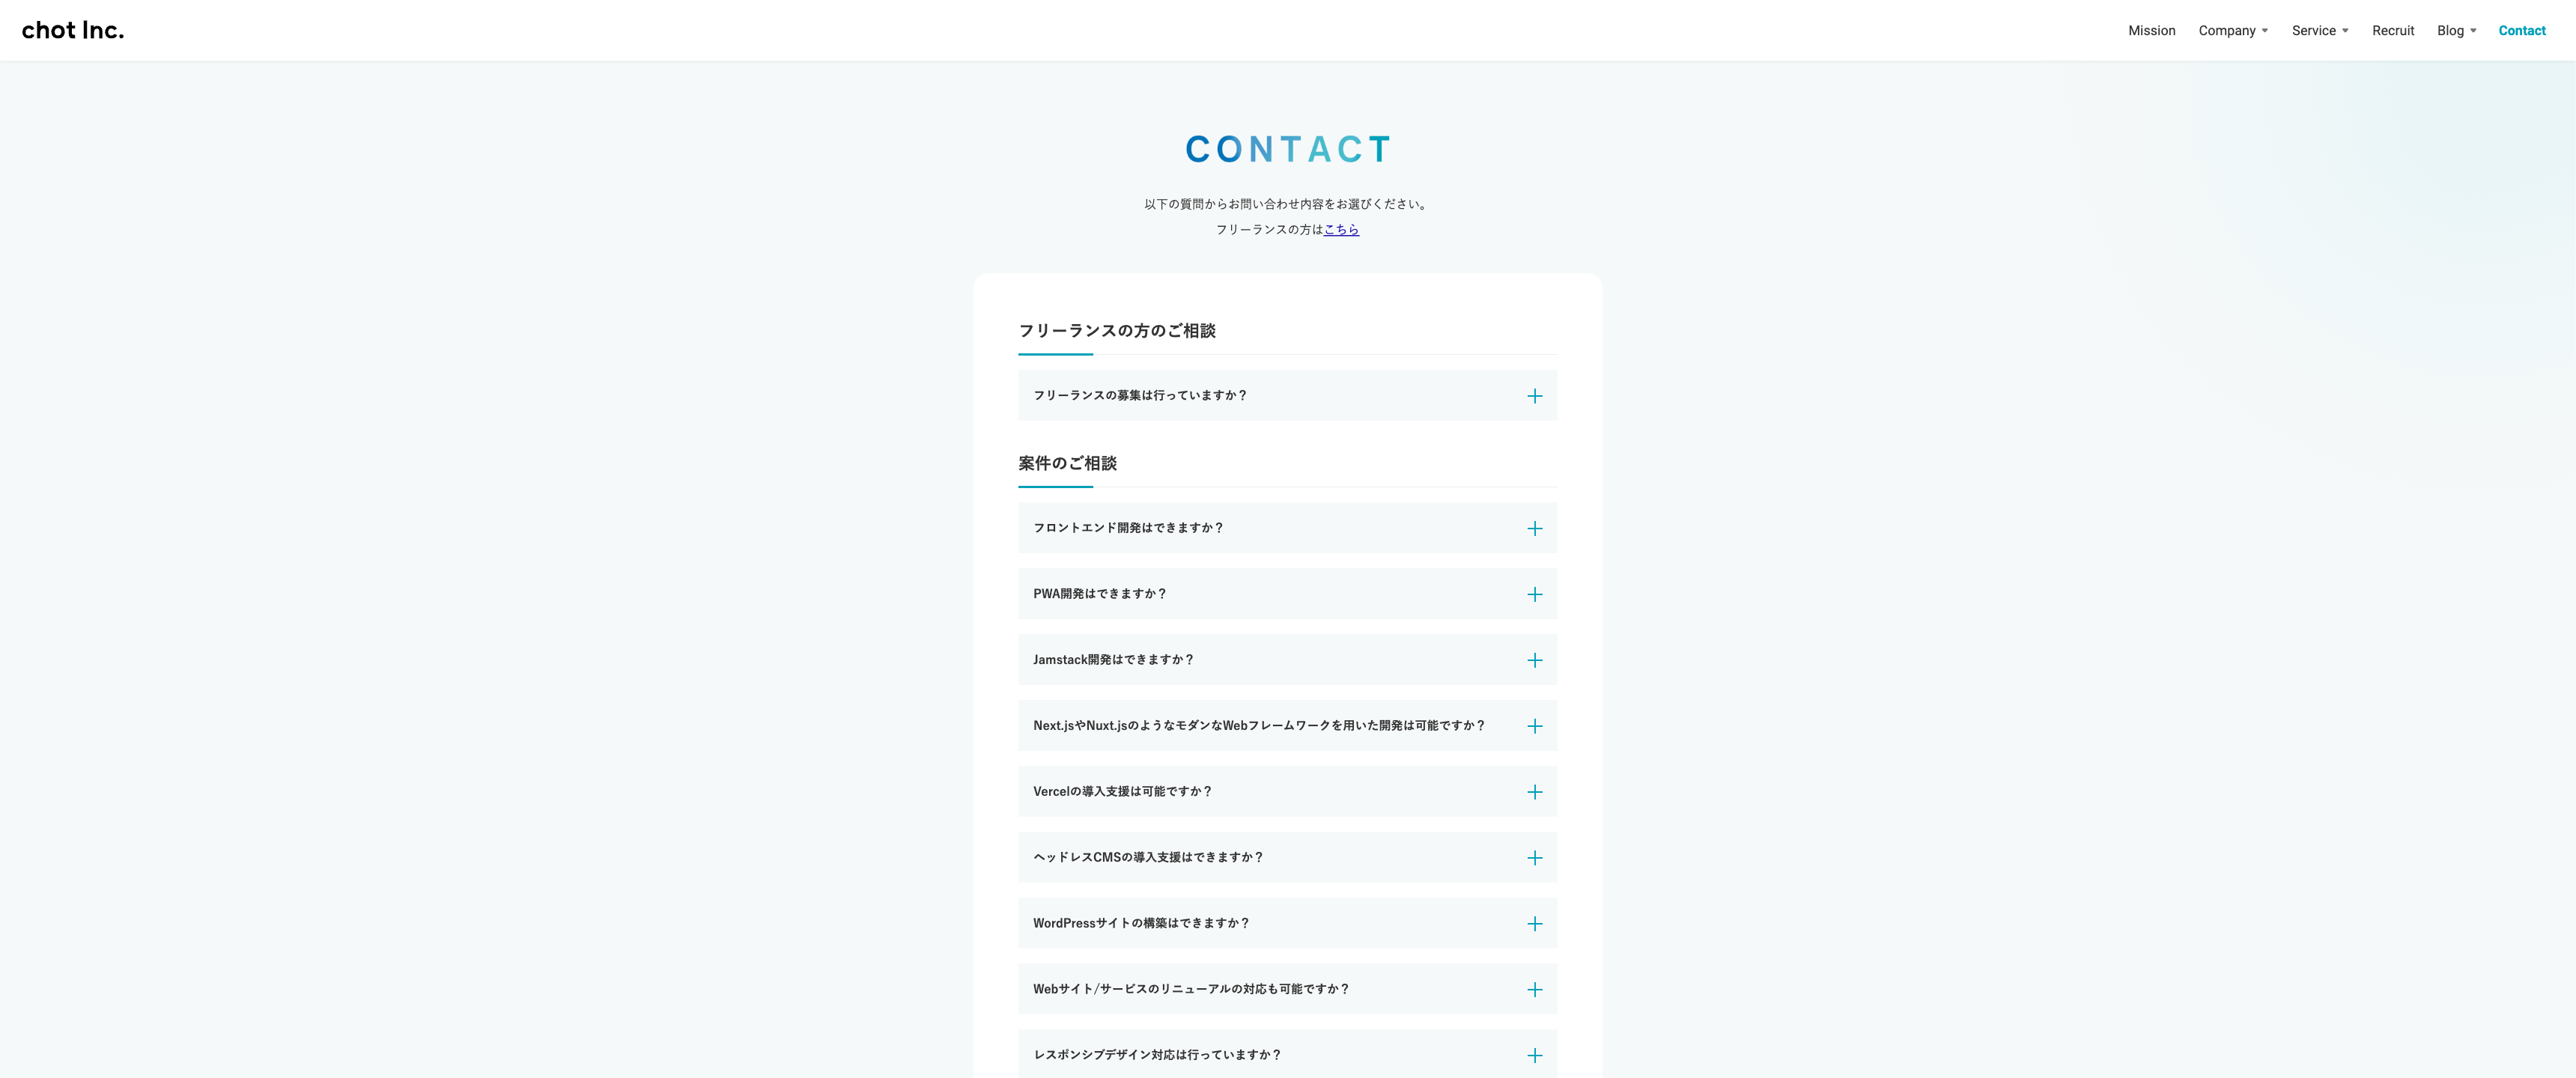 chot Inc.
Mission Company Service Recruit Blog Contact
CONTACT
以下の質問からお問い合わせ内容をお選びください。
フリーランスの方はこちら
フリーランスの方のご相談
フリーランスの募集は行っていますか？
案件のご相談
フロントエンド開発はできますか？
PWA開発はできますか？
Jamstack開発はできますか？
Next.jsやNuxt.jsのようなモダンなWebフレームワークを用いた開発は可能ですか？
Vercelの導入支援は可能ですか？
ヘッドレスCMSの導入支援はできますか？
WordPressサイトの構築はできますか？
Webサイト/サービスのリニューアルの対応も可能ですか？
レスポンシブデザイン対応は行っていますか？